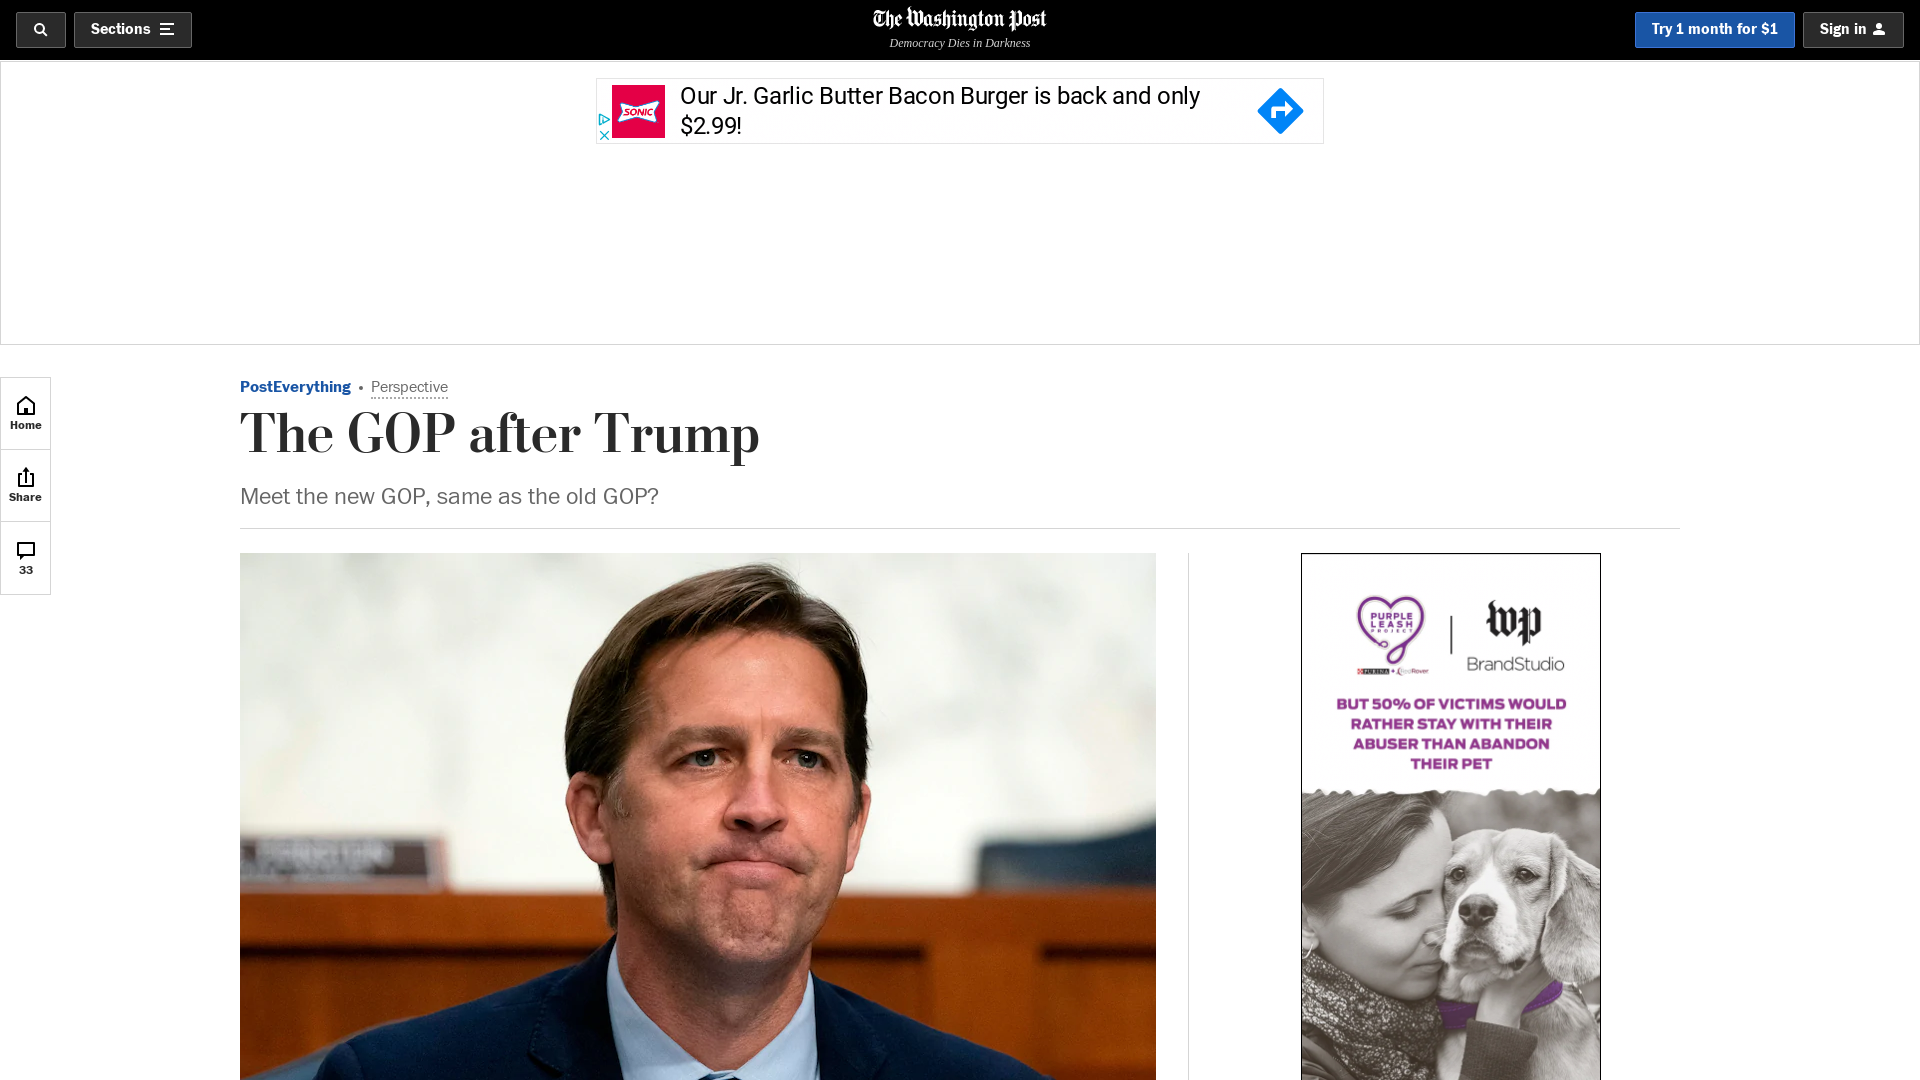 Sections
The Washington Post
Democracy Dies in Darkness
Try 1 month for $1
Sign in
SONIC
Our Jr. Garlic Butter Bacon Burger is back and only
$2.99!
Home
Share
33
PostEverything • Perspective
The GOP after Trump
Meet the new GOP, same as the old GOP?
PURPLE
LEASH
PROJECT
PURINA + RedRover
wp
BrandStudio
BUT 50% OF VICTIMS WOULD
RATHER STAY WITH THEIR
ABUSER THAN ABANDON
THEIR PET